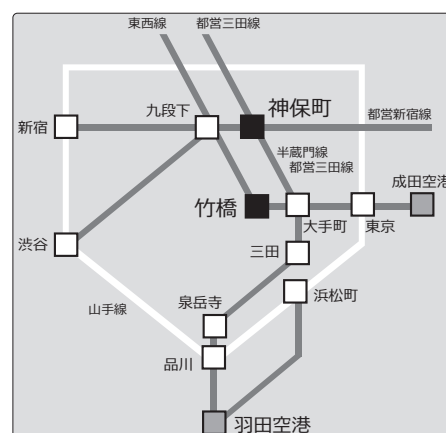 東西線
都営三田線
九段下
神保町
新宿
都営新宿線
半蔵門線
都営三田線
成田空港
竹橋
大手町
東京
渋谷
三田
泉岳寺
浜松町
山手線
品川
羽田空港